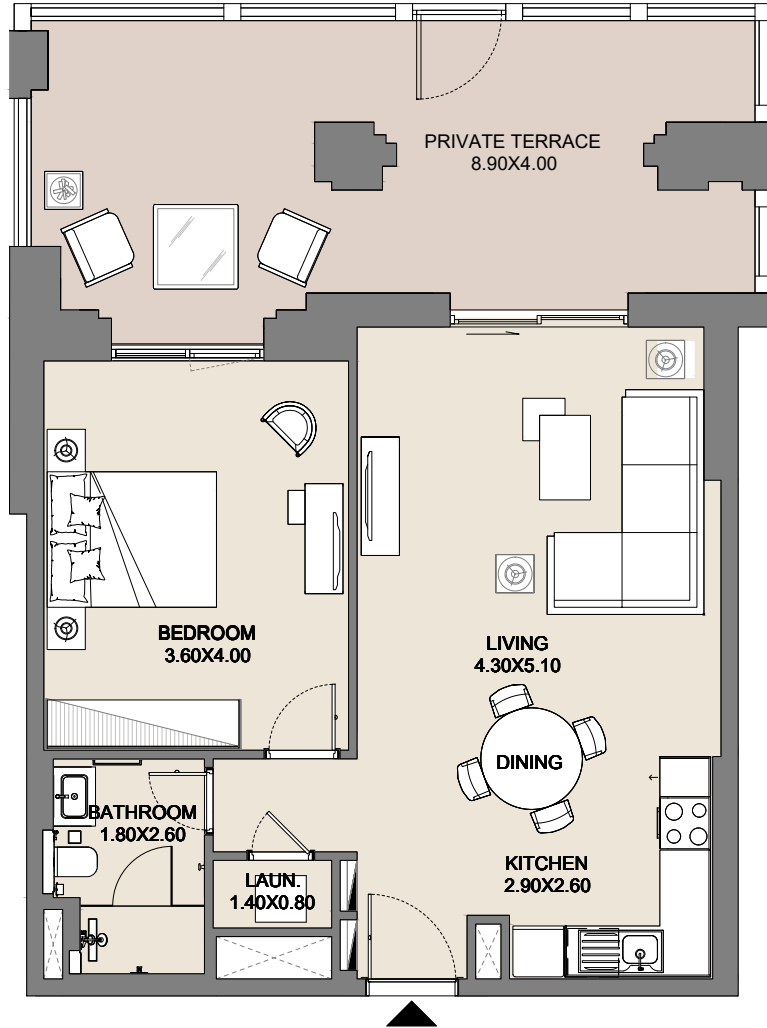 PRIVATE TERRACE
8.90X4.00
BEDROOM
3.60X4.00
LIVING
4.30X5.10
DINING
BATHROOM
1.80X2.60
KITCHEN
2.90X2.60
LAUN.
1.40X0.80